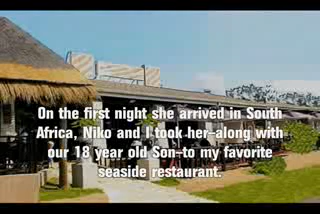 On the first night she arrived in South
Africa, Niko and I took her–along with
our 18 year old Son–to my favorite
seaside restaurant.